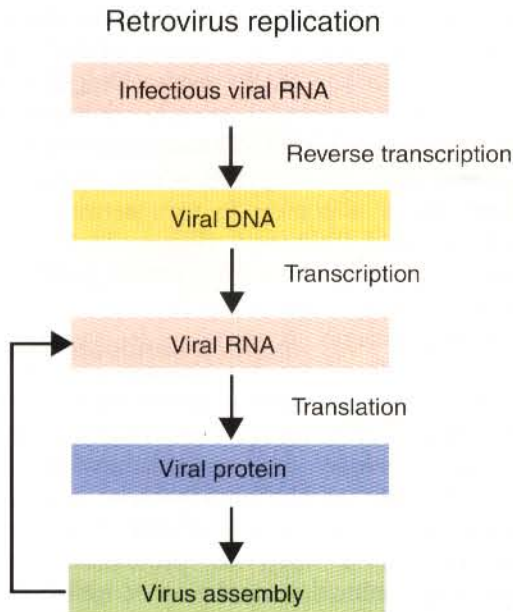 Retrovirus replication
Infectious viral RNA
Reverse transcription
Viral DNA
Transcription
Viral RNA
Translation
Viral protein
Virus assembly